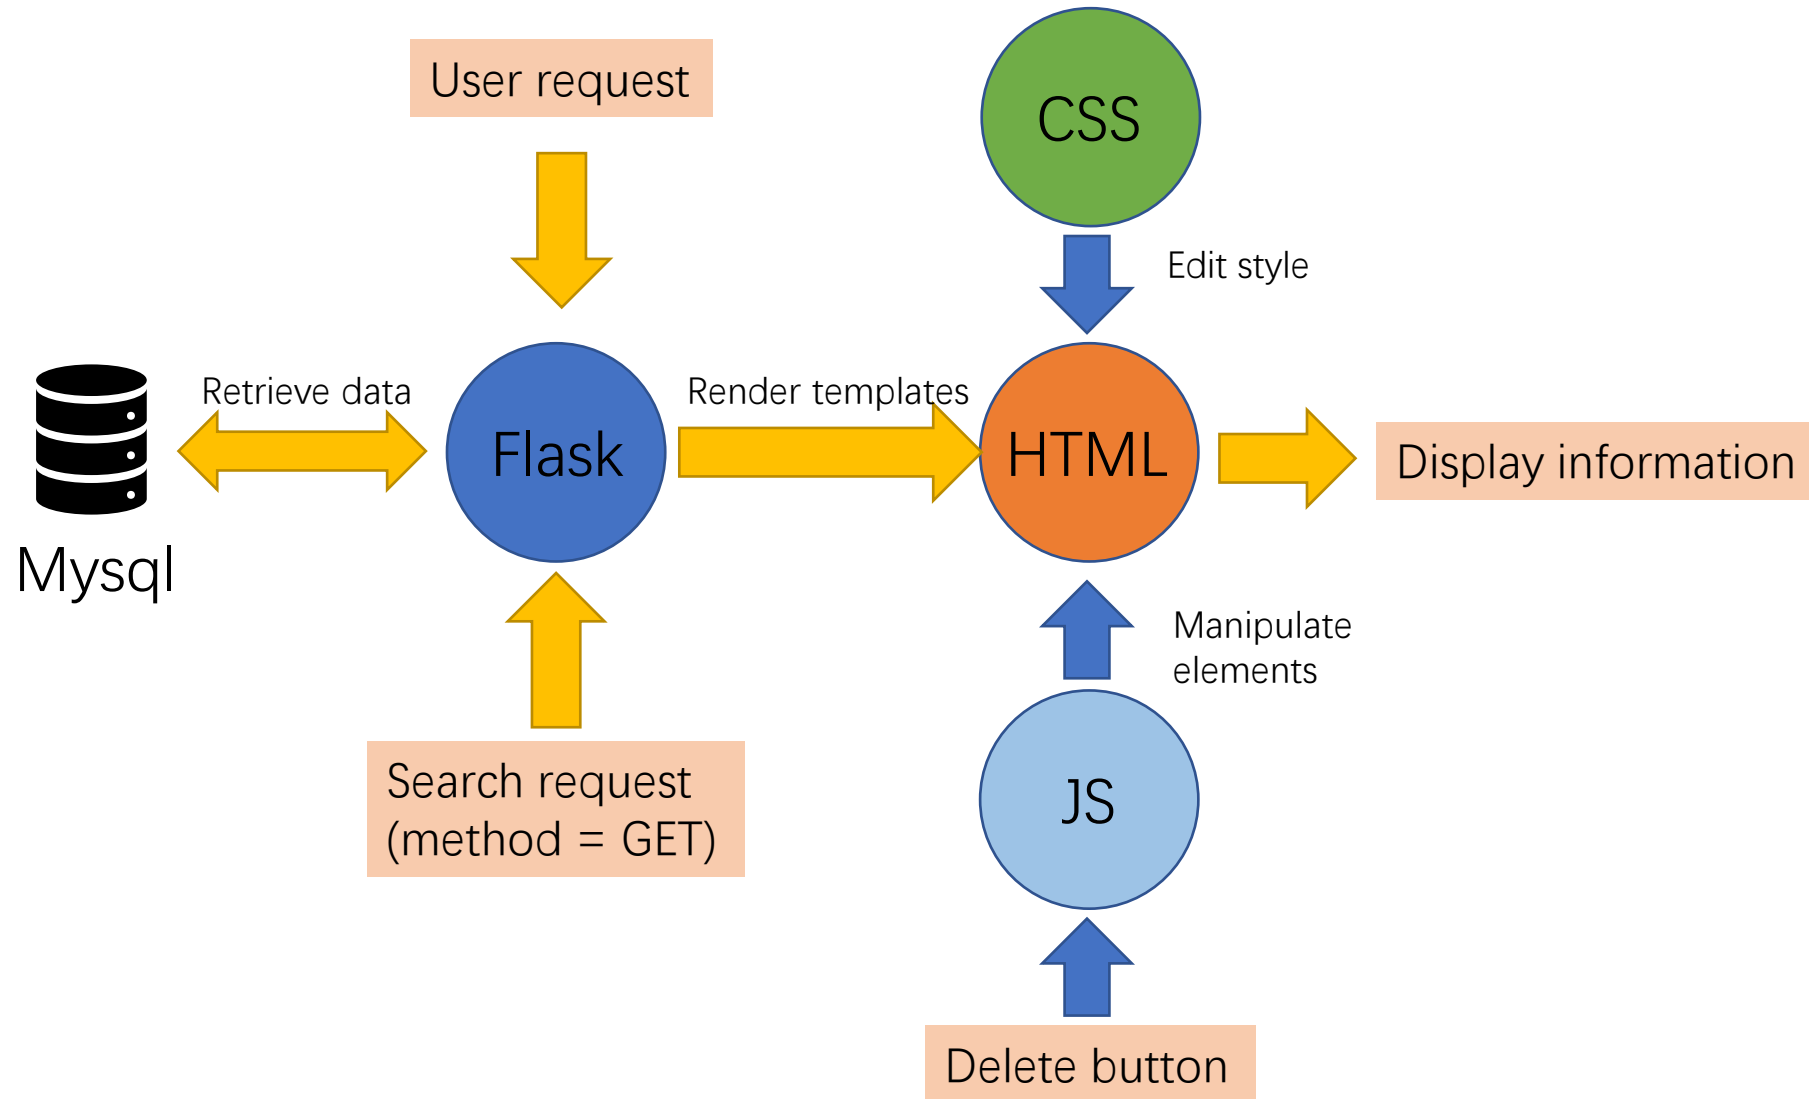 User request
CSS
Edit style
Retrieve data
Render templates
Flask
HTML
Display information
Mysql
Manipulate
elements
Search request
(method = GET)
JS
Delete button